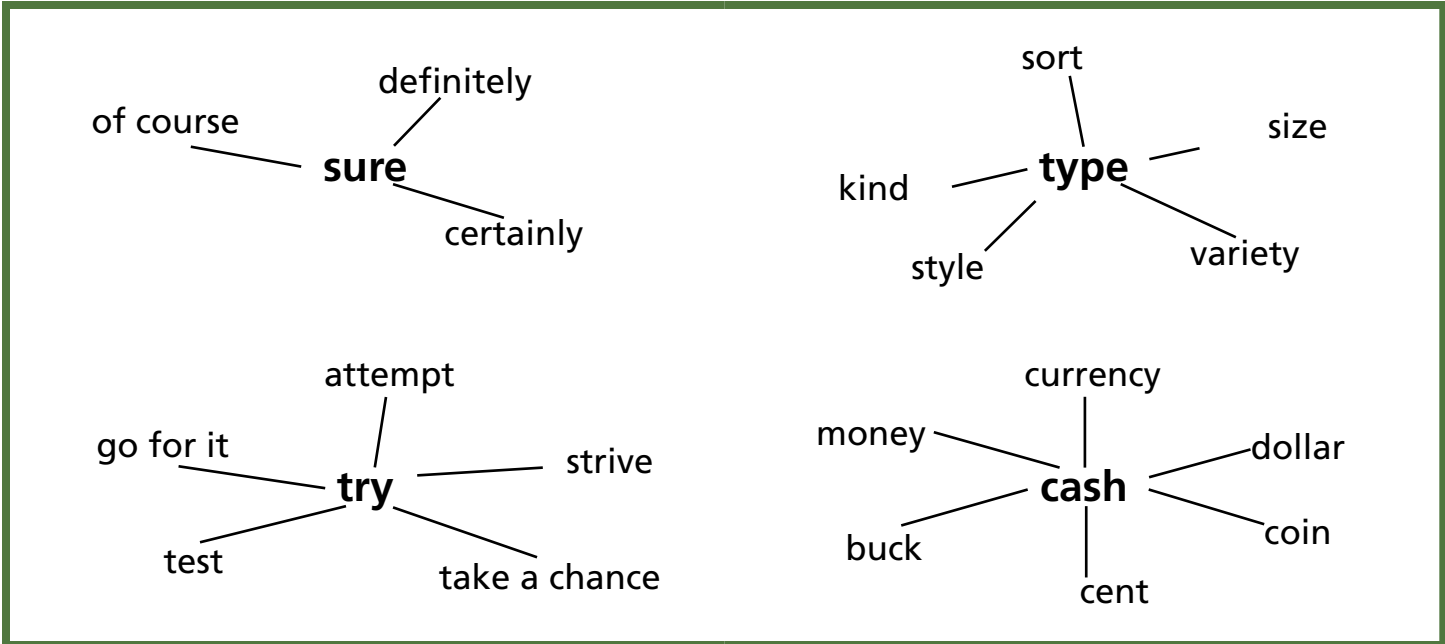 definitely
of course
sure
certainly
sort
size
type
kind
variety
style
attempt
go for it
strive
try
test
take a chance
currency
money
dollar
cash
coin
buck
cent